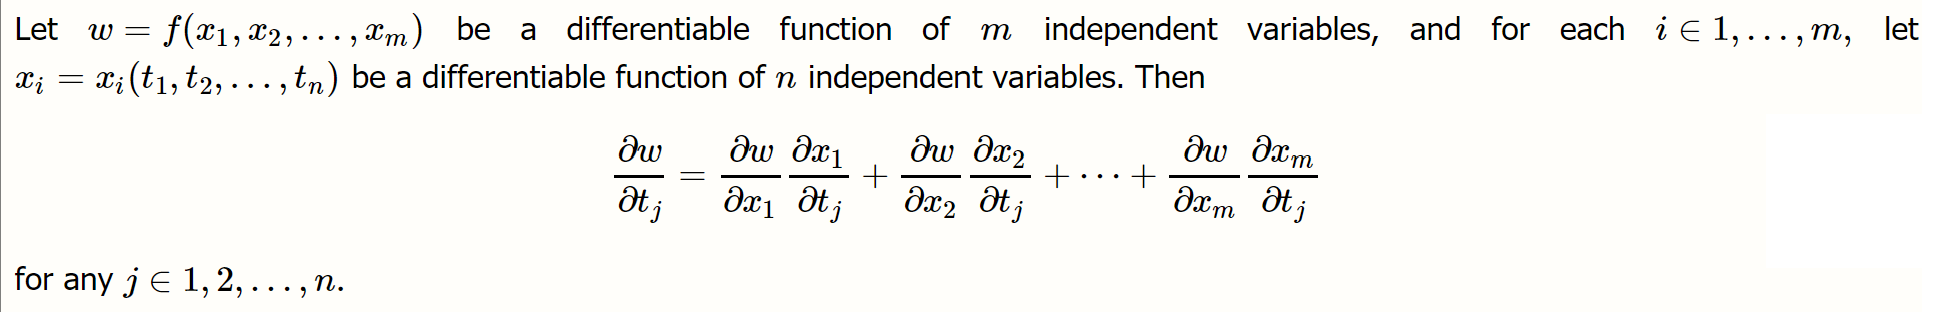 Let w = f(x₁, x₂, . . . , xₘ) be a differentiable function of m independent variables, and for each i ∈ 1, . . . , m, let
xᵢ = xᵢ(t₁, t₂, . . . , tₙ) be a differentiable function of n independent variables. Then
∂w/∂tⱼ = ∂w/∂x₁ ∂x₁/∂tⱼ + ∂w/∂x₂ ∂x₂/∂tⱼ + · · · + ∂w/∂xₘ ∂xₘ/∂tⱼ
for any j ∈ 1, 2, . . . , n.